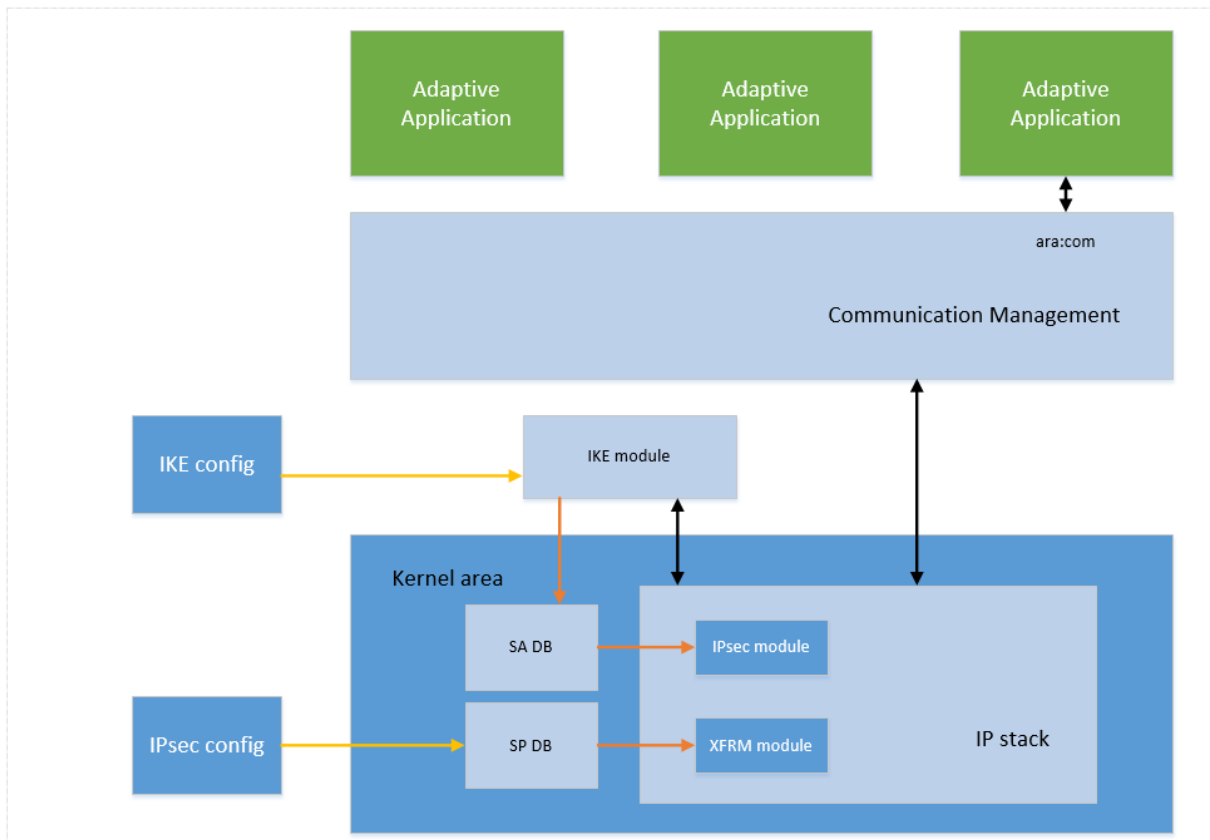 Adaptive
Application
Adaptive
Application
Adaptive
Application
ara:com
Communication Management
IKE config
IKE module
Kernel area
SA DB
IPsec module
IPsec config
SP DB
XFRM module
IP stack